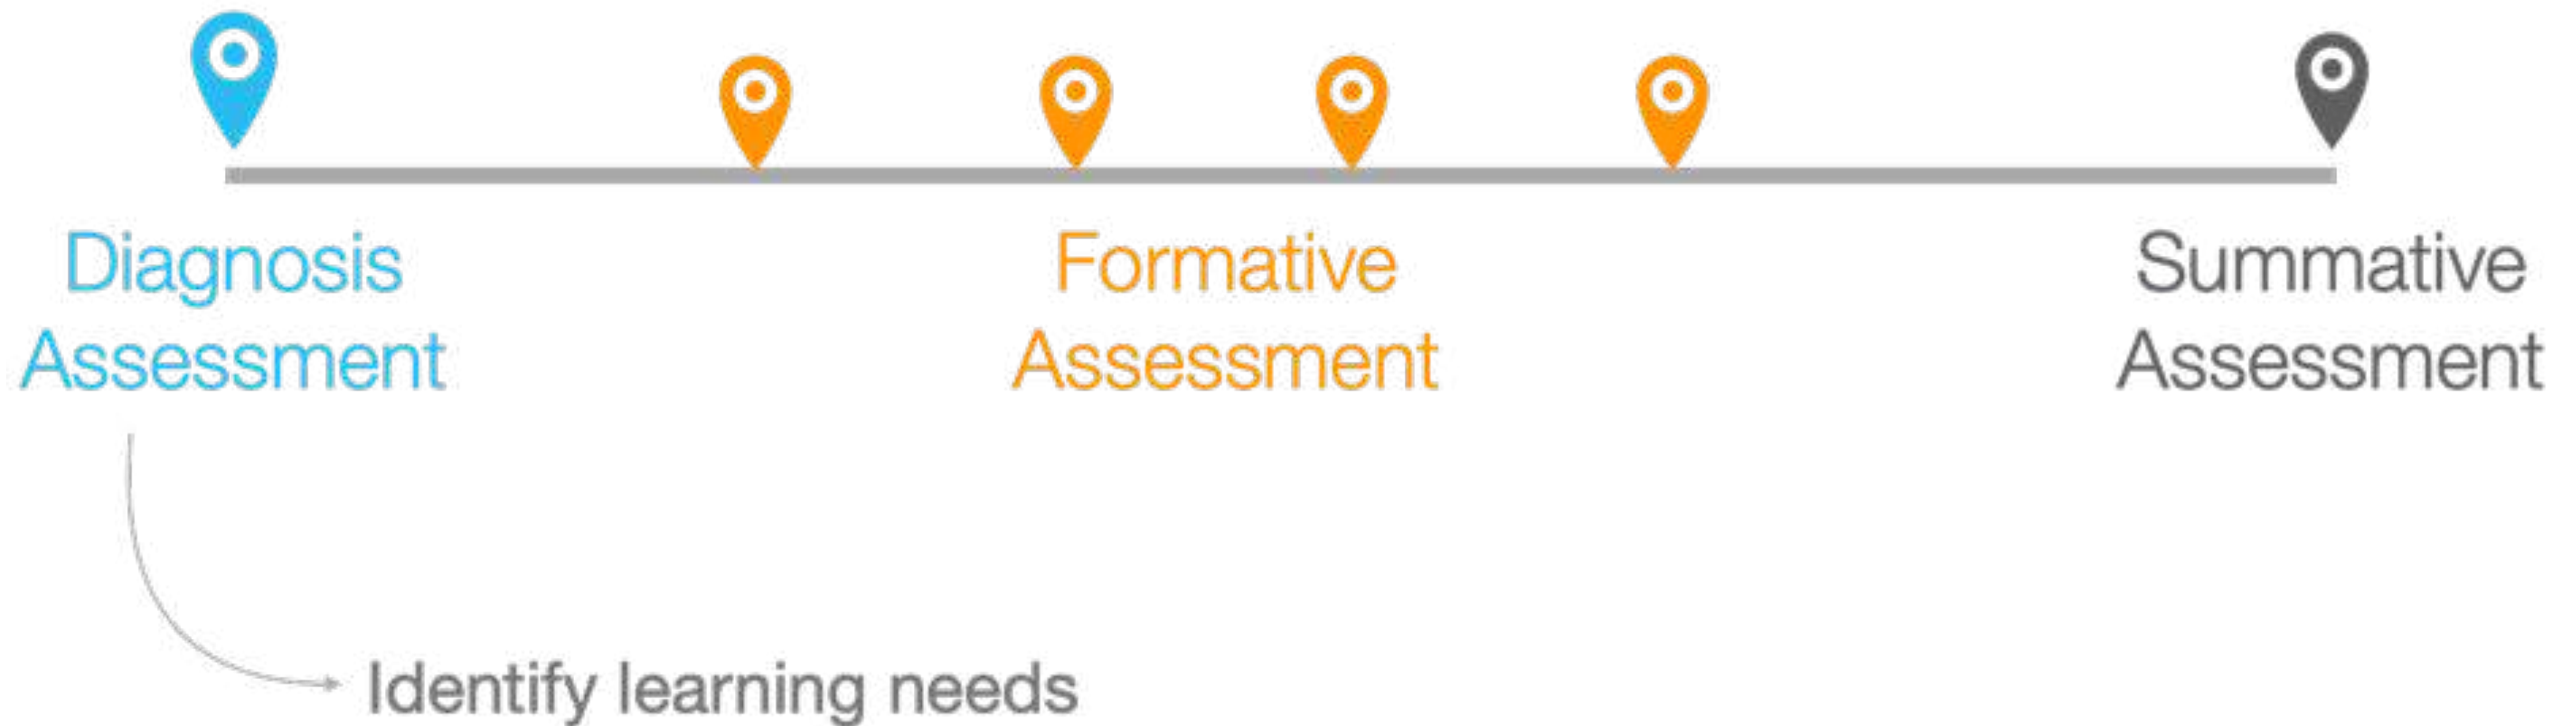 Diagnosis
Assessment
Formative
Assessment
Summative
Assessment
Identify learning needs